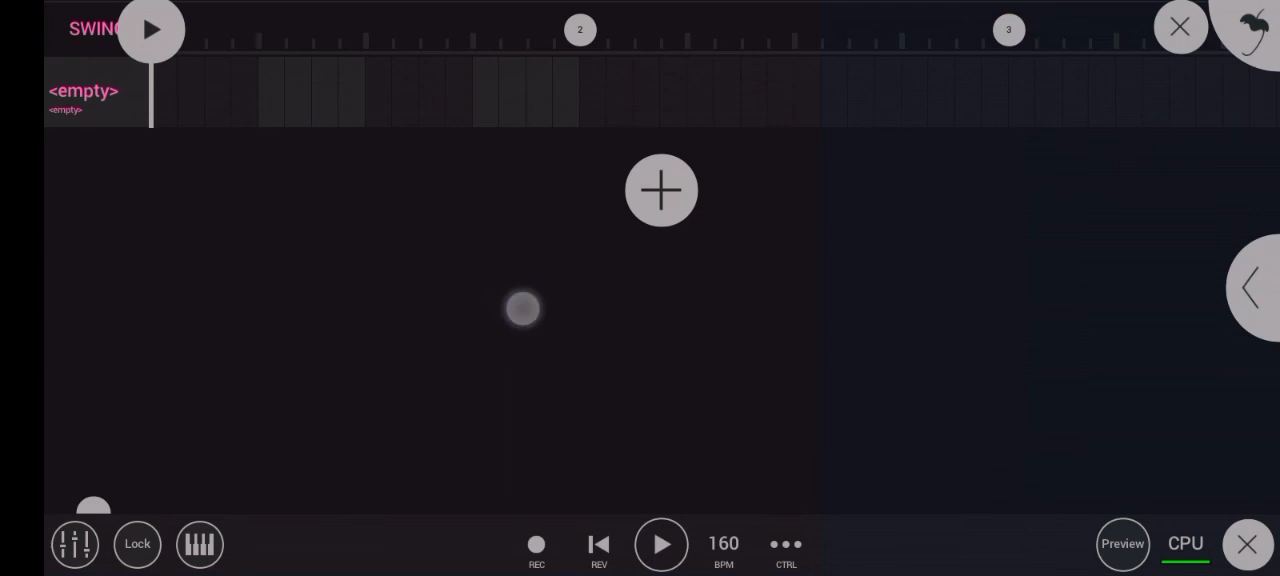 SWING
2
3
<empty>
<empty>
Lock
REC
REV
160
BPM
CTRL
Preview
CPU